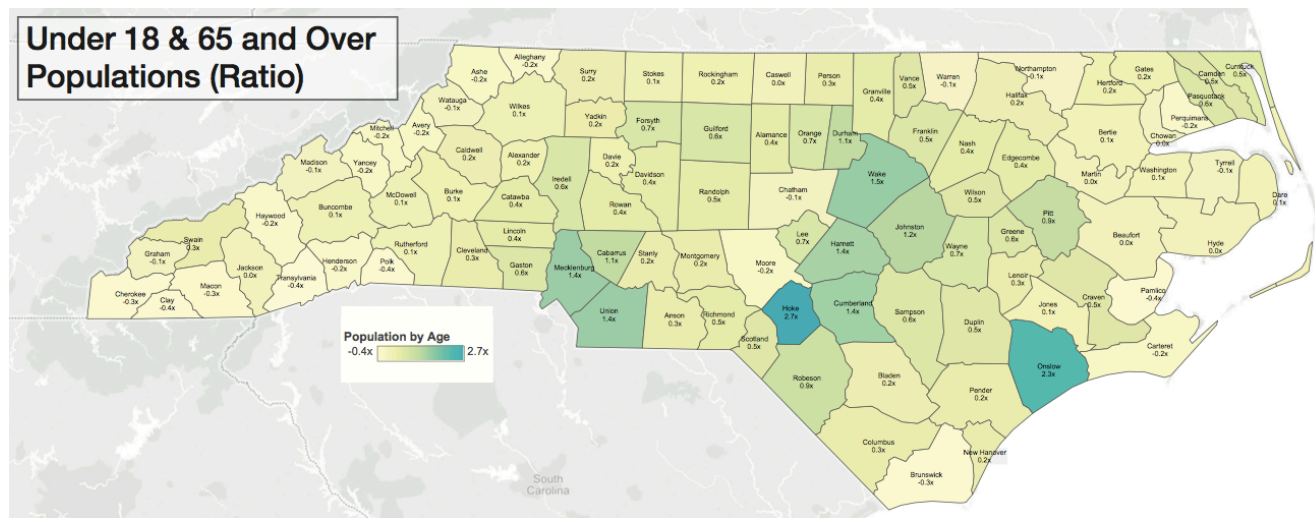 Under 18 & 65 and Over
Populations (Ratio)
Ashe
-0.2x
Alleghany
-0.2x
Surry
0.2x
Stokes
0.1x
Rockingham
0.2x
Caswell
0.0x
Person
0.3x
Granville
0.4x
Vance
0.5x
Warren
-0.1x
Northampton
-0.1x
Halifax
0.2x
Hertford
0.2x
Gates
0.2x
Camden
0.5x
Currituck
0.5x
Pasquotank
0.6x
Perquimans
-0.2x
Chowan
0.0x
Watauga
-0.1x
Wilkes
0.1x
Yadkin
0.2x
Forsyth
0.7x
Guilford
0.6x
Alamance
0.4x
Orange
0.7x
Durham
1.1x
Franklin
0.5x
Nash
0.4x
Edgecombe
0.4x
Bertie
0.1x
Martin
0.0x
Washington
0.1x
Tyrrell
-0.1x
Dare
0.1x
Mitchell
-0.2x
Avery
-0.2x
Caldwell
0.2x
Alexander
0.2x
Iredell
0.6x
Davie
0.2x
Davidson
0.4x
Randolph
0.5x
Chatham
-0.1x
Wake
1.5x
Wilson
0.5x
Pitt
0.9x
Beaufort
0.0x
Hyde
0.0x
Madison
-0.1x
Yancey
-0.2x
McDowell
0.1x
Burke
0.1x
Catawba
0.4x
Rowan
0.4x
Haywood
-0.2x
Buncombe
0.1x
Rutherford
0.1x
Cleveland
0.3x
Lincoln
0.4x
Gaston
0.6x
Mecklenburg
1.4x
Cabarrus
1.1x
Stanly
0.2x
Montgomery
0.2x
Moore
-0.2x
Lee
0.7x
Harnett
1.4x
Johnston
1.2x
Wayne
0.7x
Greene
0.6x
Lenoir
0.3x
Craven
0.5x
Pamlico
-0.4x
Swain
0.3x
Graham
-0.1x
Jackson
0.0x
Transylvania
-0.4x
Henderson
-0.2x
Polk
-0.4x
Cherokee
-0.3x
Clay
-0.4x
Macon
-0.3x
Union
1.4x
Anson
0.3x
Richmond
0.5x
Scotland
0.5x
Hoke
2.7x
Cumberland
1.4x
Sampson
0.6x
Duplin
0.5x
Jones
0.1x
Carteret
-0.2x
Onslow
2.3x
Robeson
0.9x
Bladen
0.2x
Pender
0.2x
Columbus
0.3x
New Hanover
0.2x
Brunswick
-0.3x
Population by Age
-0.4x
2.7x
South
Carolina